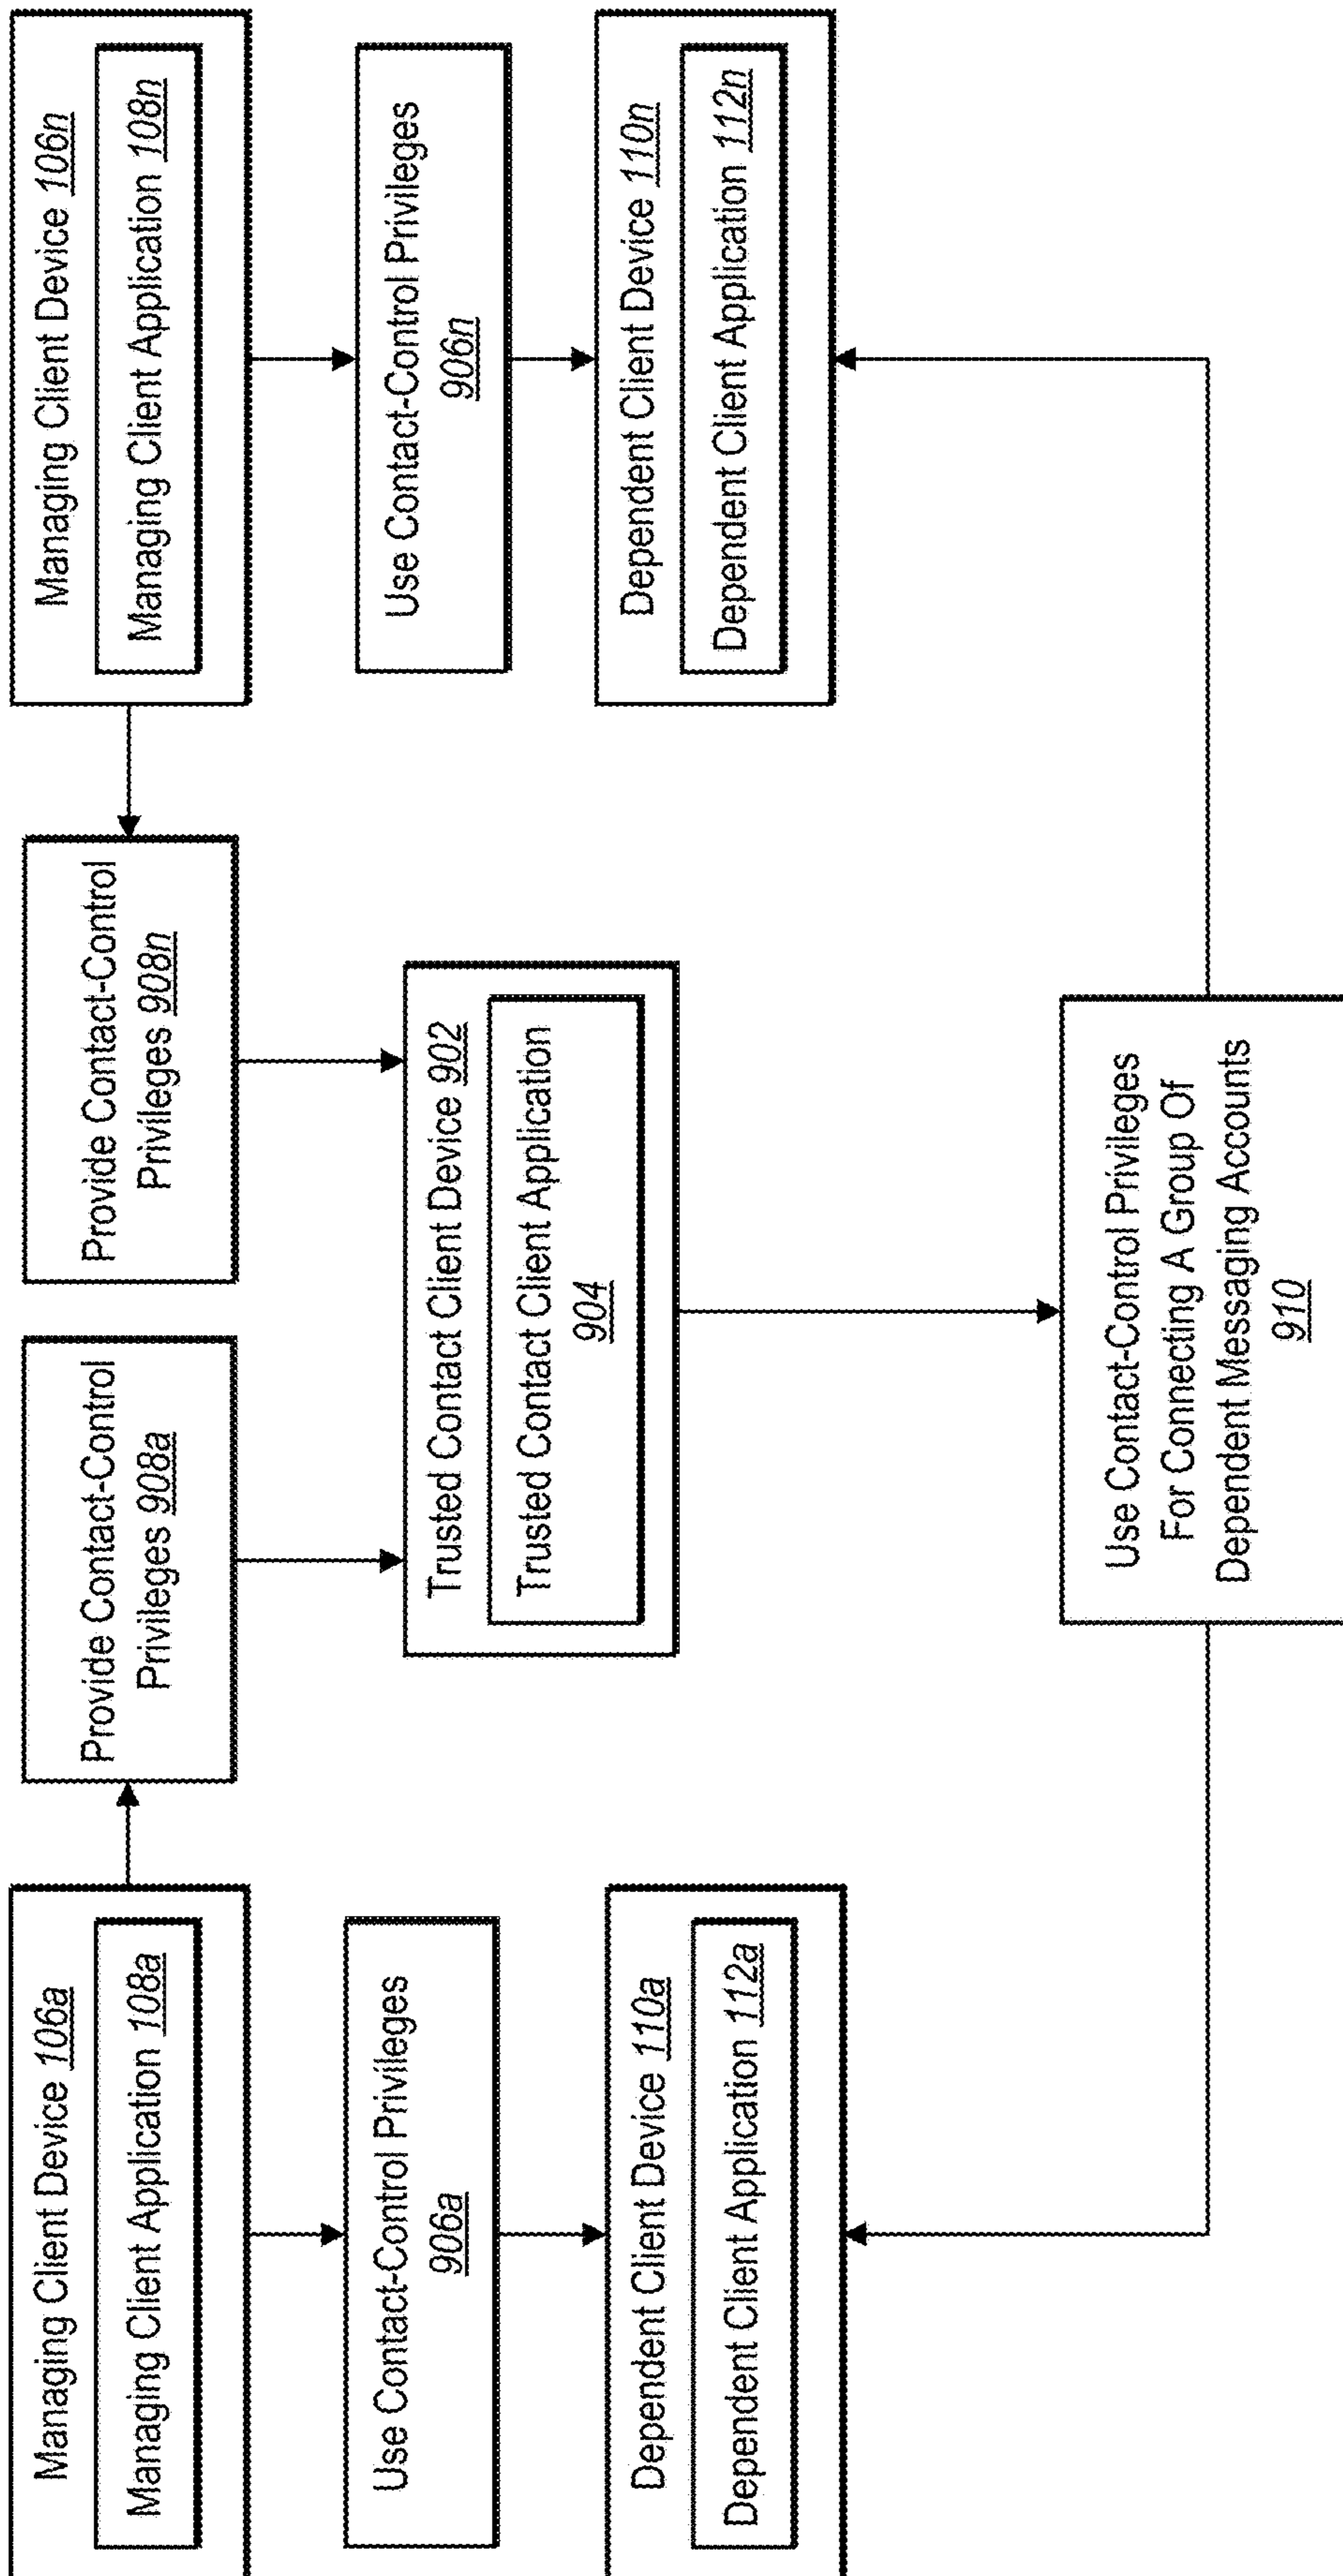 Managing Client Device 106a
Managing Client Application 108a
Provide Contact-Control
Privileges 908a
Provide Contact-Control
Privileges 908n
Managing Client Device 106n
Managing Client Application 108n
Use Contact-Control Privileges
906a
Trusted Contact Client Device 902
Trusted Contact Client Application
904
Use Contact-Control Privileges
906n
Dependent Client Device 110a
Dependent Client Application 112a
Dependent Client Device 110n
Dependent Client Application 112n
Use Contact-Control Privileges
For Connecting A Group Of
Dependent Messaging Accounts
910